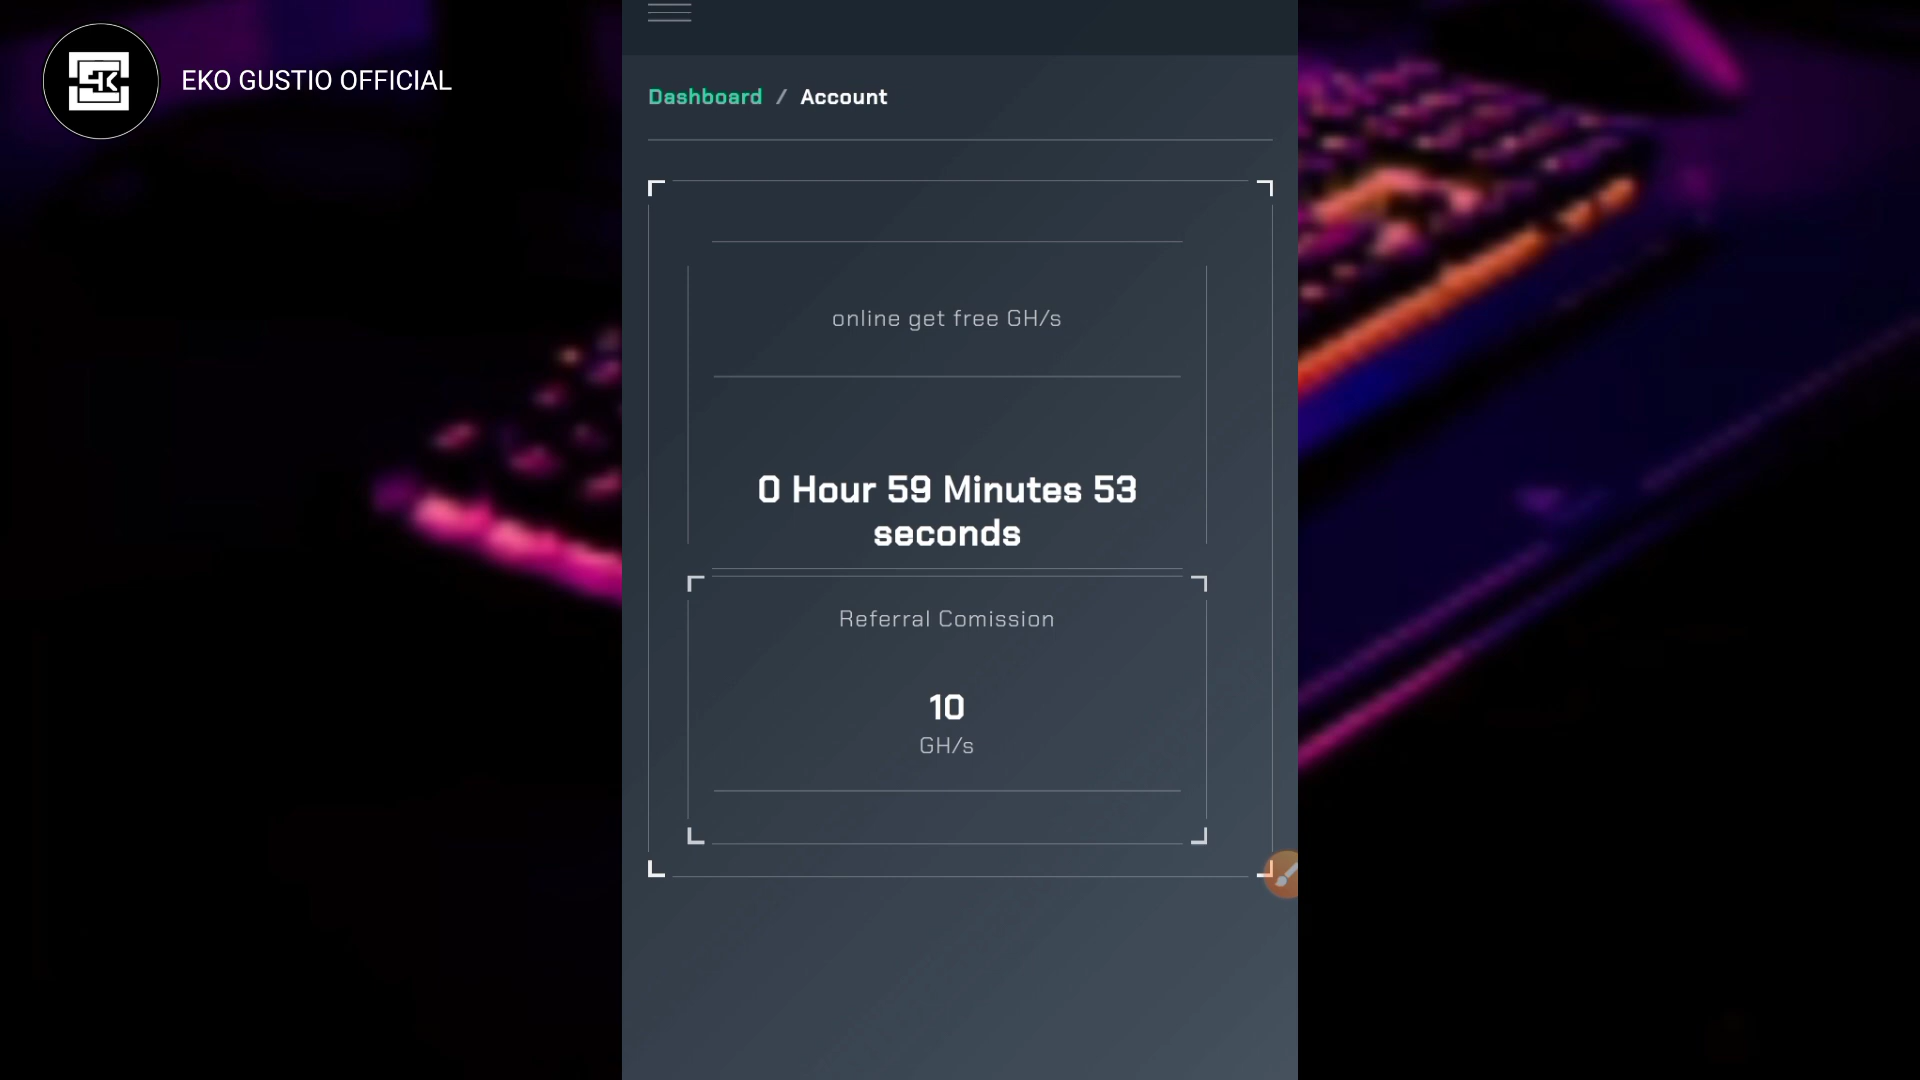 EKO GUSTIO OFFICIAL
Dashboard / Account
online get free GH/s
0 Hour 59 Minutes 53
seconds
Referral Comission
10
GH/s